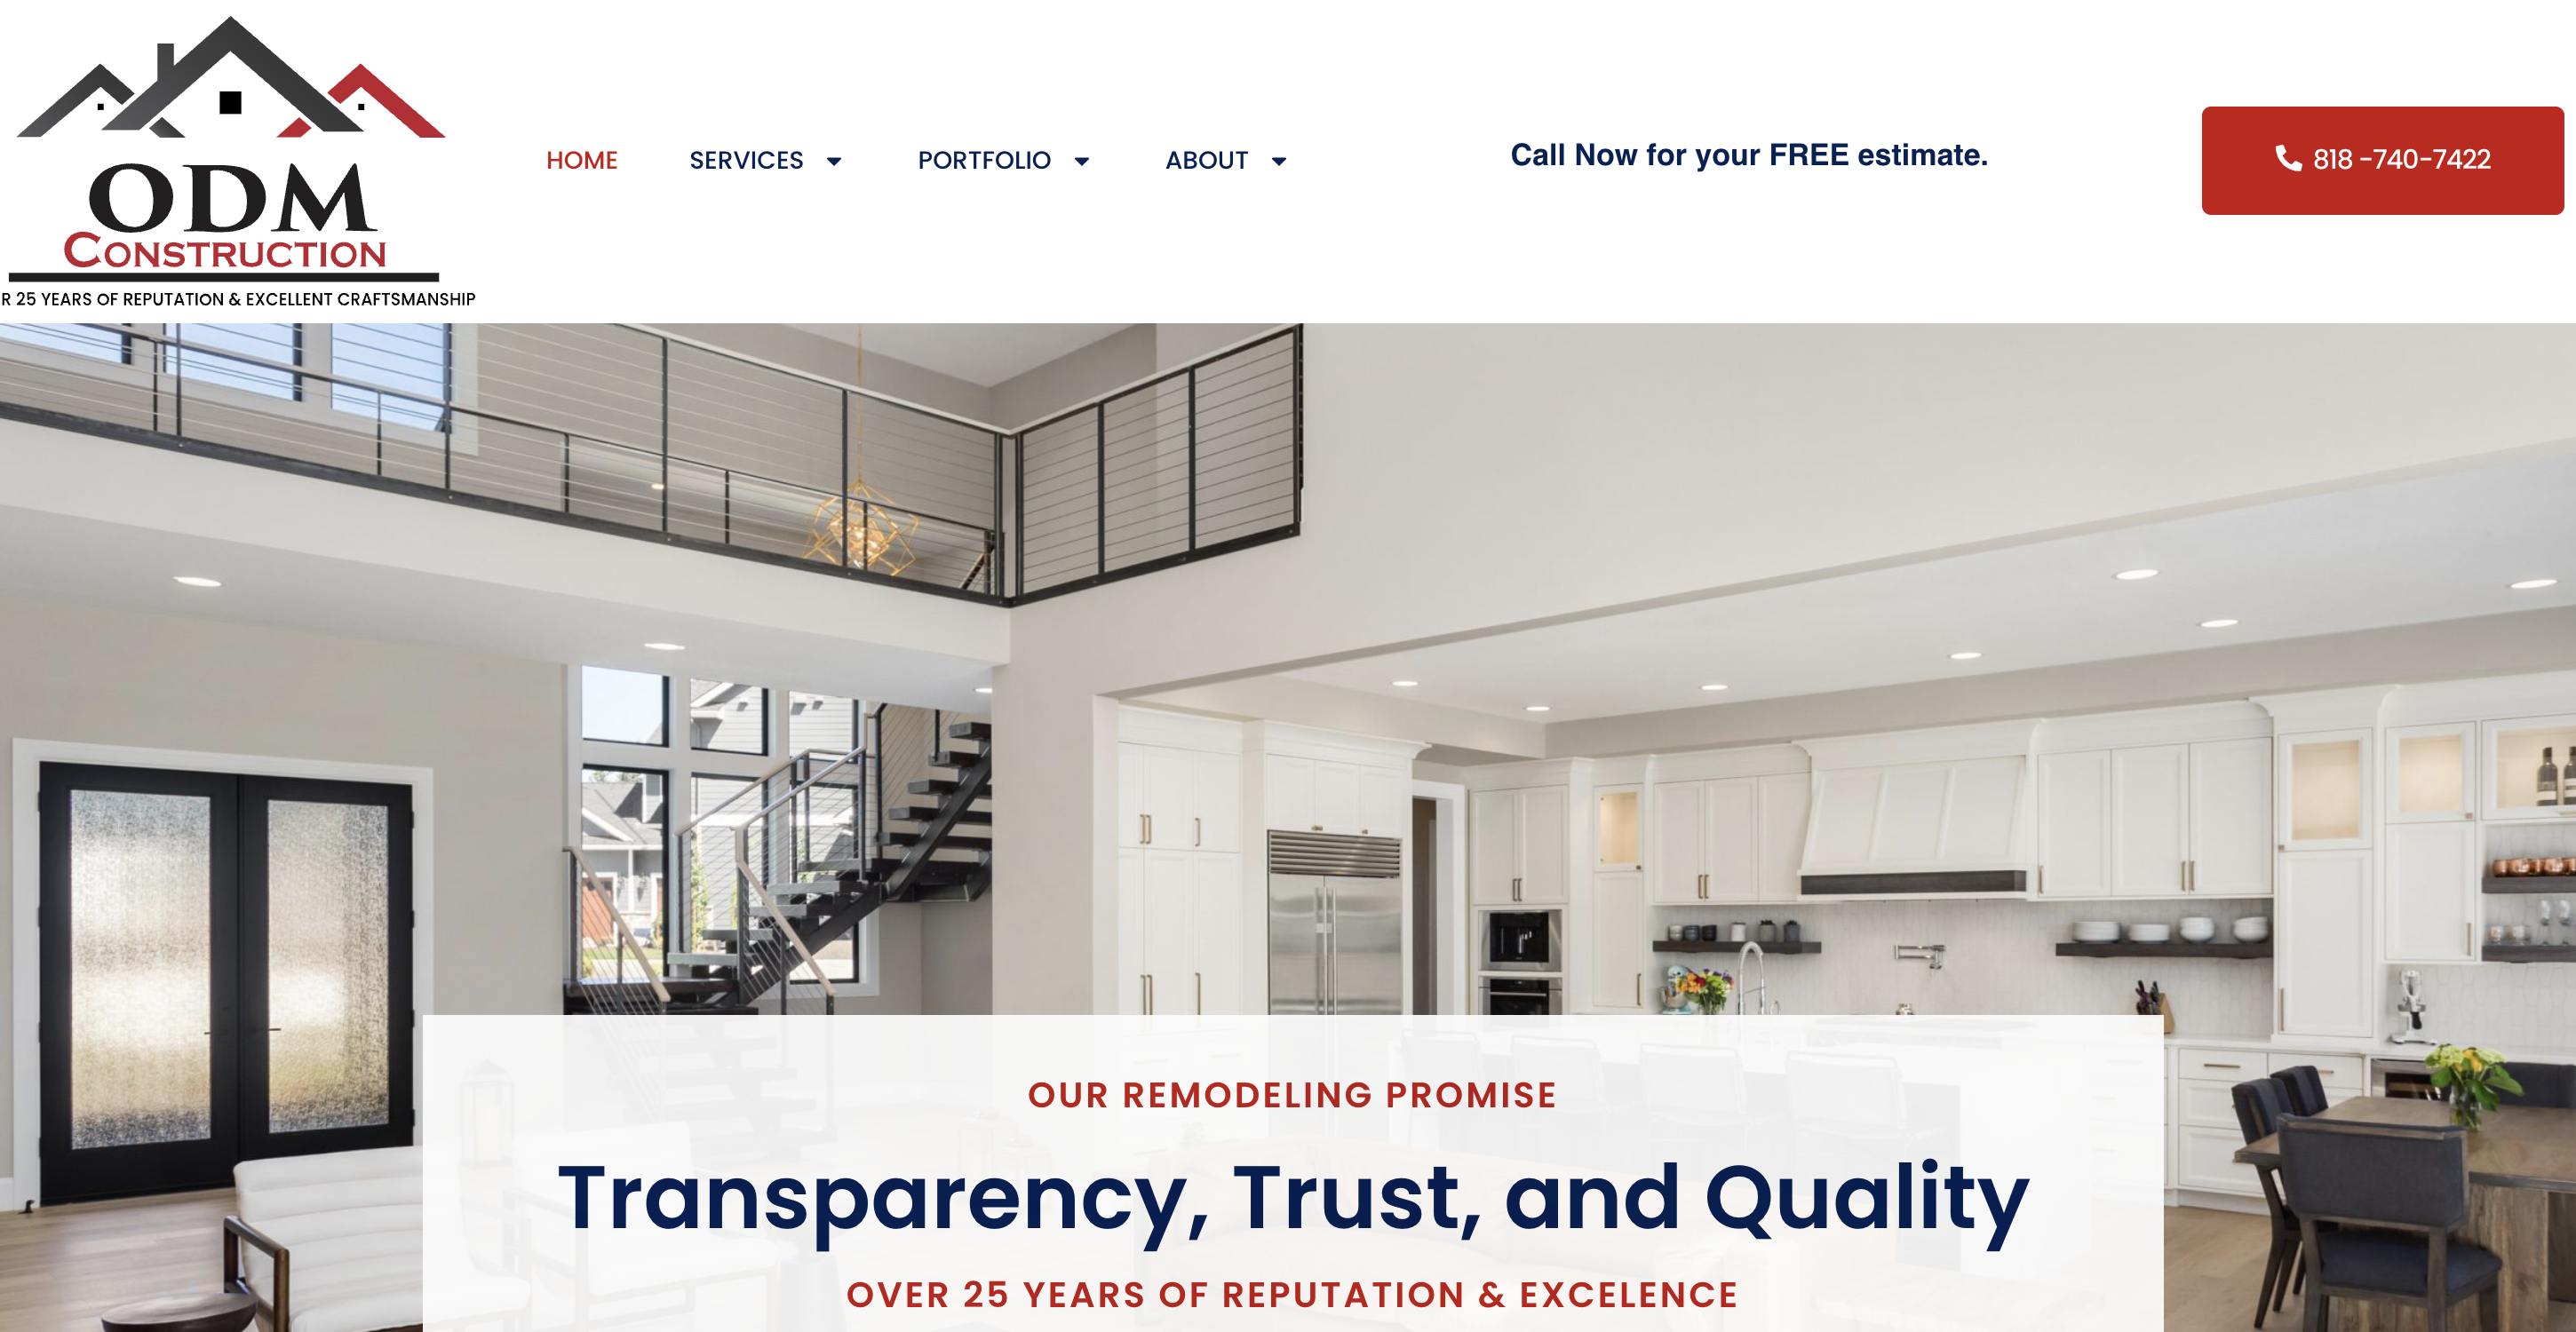 ODM
CONSTRUCTION
R 25 YEARS OF REPUTATION & EXCELLENT CRAFTSMANSHIP
HOME SERVICES PORTFOLIO ABOUT
Call Now for your FREE estimate.
818 -740-7422
OUR REMODELING PROMISE
Transparency, Trust, and Quality
OVER 25 YEARS OF REPUTATION & EXCELENCE